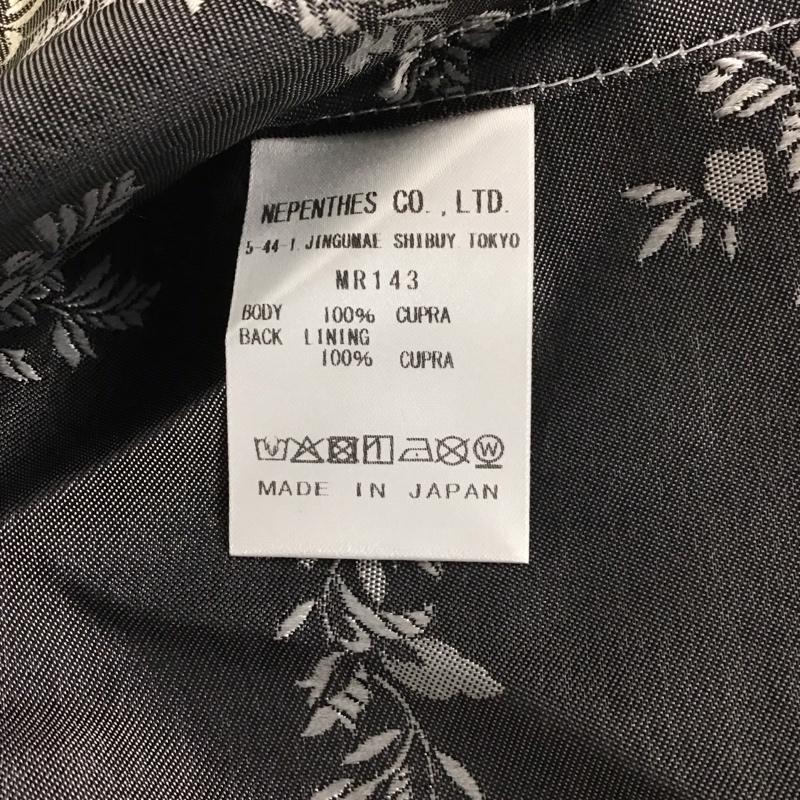 NEPENTHES CO., LTD.
5-44-1 JINGUMAE SHIBUY TOKYO
MR143
BODY 100% CUPRA
BACK LINING
100% CUPRA
W
MADE IN JAPAN